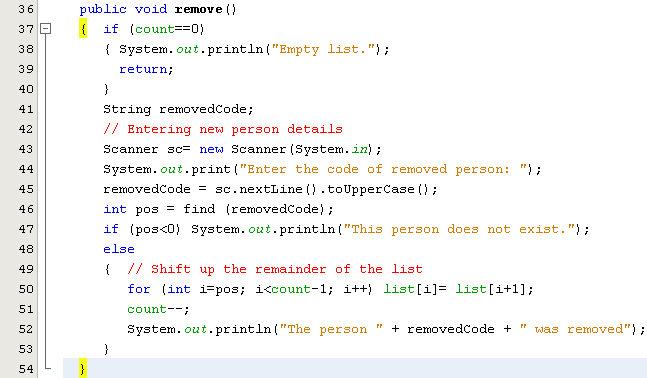 36 public void remove()
37 { if (count==0)
38 { System.out.println("Empty list.");
39 return;
40 }
41 String removedCode;
42 // Entering new person details
43 Scanner sc= new Scanner(System.in);
44 System.out.print("Enter the code of removed person: ");
45 removedCode = sc.nextLine().toUpperCase();
46 int pos = find (removedCode);
47 if (pos<0) System.out.println("This person does not exist.");
48 else
49 { // Shift up the remainder of the list
50 for (int i=pos; i<count-1; i++) list[i]= list[i+1];
51 count--;
52 System.out.println("The person " + removedCode + " was removed");
53 }
54 }